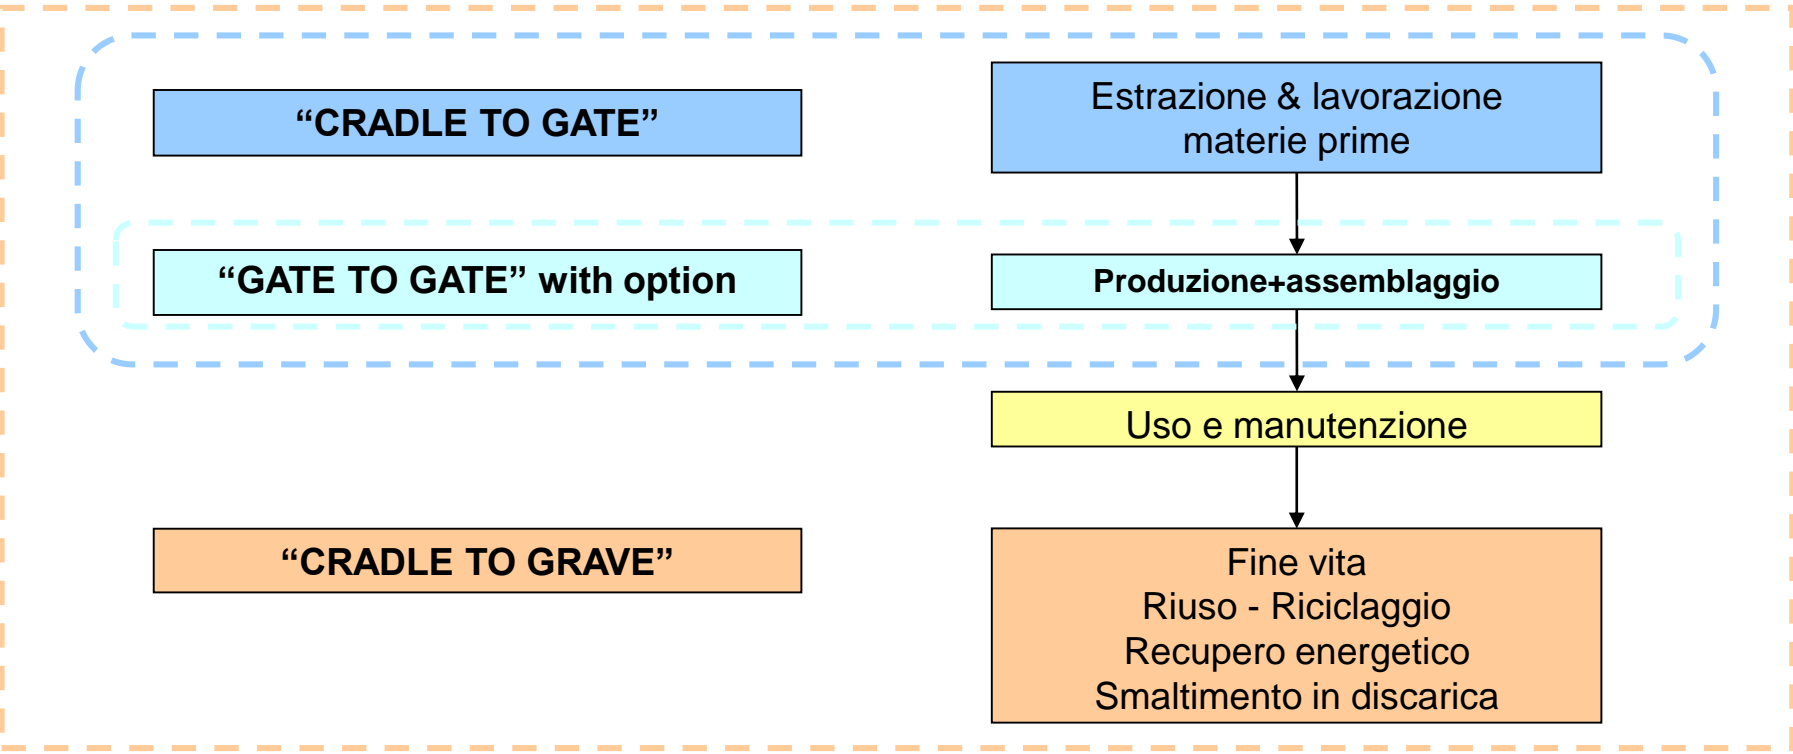 “CRADLE TO GATE”
Estrazione & lavorazione
materie prime
“GATE TO GATE” with option
Produzione+assemblaggio
Uso e manutenzione
“CRADLE TO GRAVE”
Fine vita
Riuso - Riciclaggio
Recupero energetico
Smaltimento in discarica